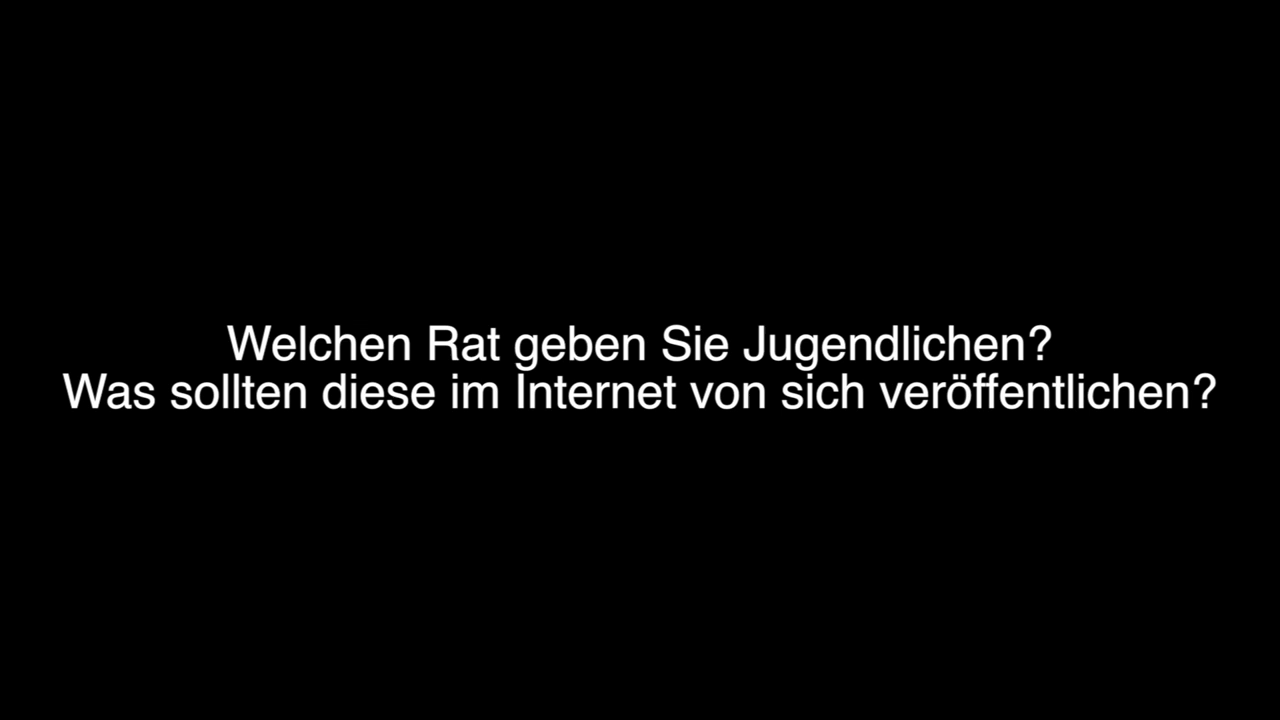 Welchen Rat geben Sie Jugendlichen?
Was sollten diese im Internet von sich veröffentlichen?